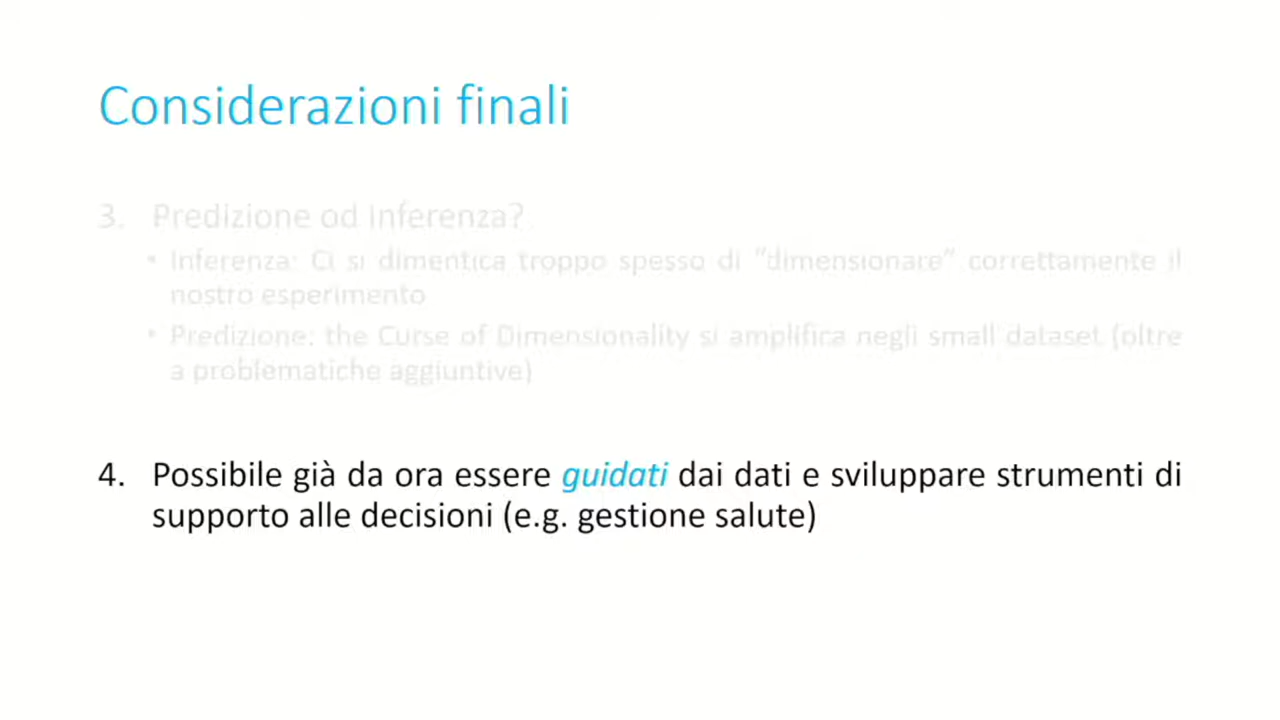 Considerazioni finali
3. Predizione od Inferenza?
• Inferenza: Ci si dimentica troppo spesso di "dimensionare" correttamente il
nostro esperimento
• Predizione: the Curse of Dimensionality si amplifica negli small dataset (oltre
a problematiche aggiuntive)
4. Possibile già da ora essere guidati dai dati e sviluppare strumenti di
supporto alle decisioni (e.g. gestione salute)